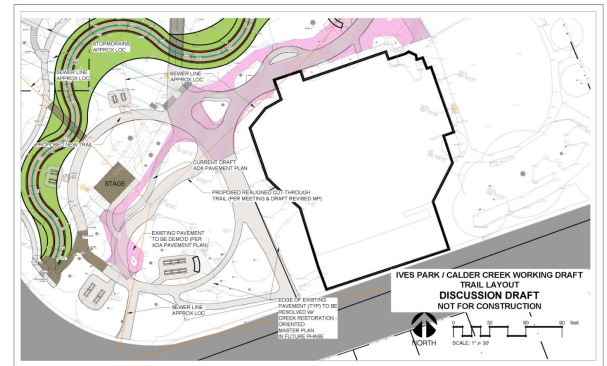 STORMDRAINS
APPROX LOC
SEWER LINE
APPROX LOC
SEWER LINE
APPROX LOC
PROPOSED NEW TRAIL
CURRENT DRAFT
ADA PAVEMENT PLAN
STAGE
PROPOSED REALIGNED CUT-THROUGH
TRAIL (PER MEETING & DRAFT REVISED MP)
EXISTING PAVEMENT
TO BE DEMO'D (PER
ADA PAVEMENT PLAN)
SEWER LINE
APPROX LOC
EDGE OF EXISTING
PAVEMENT (TYP) TO BE
RESOLVED W/
CREEK RESTORATION -
ORIENTED
MASTER PLAN
IN FUTURE PHASE
IVES PARK / CALDER CREEK WORKING DRAFT
TRAIL LAYOUT
DISCUSSION DRAFT
NOT FOR CONSTRUCTION
NORTH
0 30 60 90 feet
SCALE: 1" = 30'